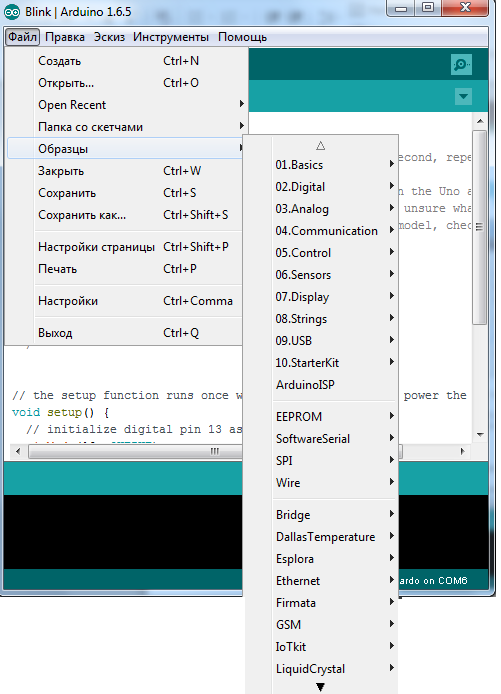 Blink | Arduino 1.6.5
Файл Правка Эскиз Инструменты Помощь
Создать Ctrl+N
Открыть... Ctrl+O
Open Recent
Папка со скетчами
Образцы
Закрыть Ctrl+W
Сохранить Ctrl+S
Сохранить как... Ctrl+Shift+S
Настройки страницы Ctrl+Shift+P
Печать Ctrl+P
Настройки Ctrl+Comma
Выход Ctrl+Q
01.Basics
02.Digital
03.Analog
04.Communication
05.Control
06.Sensors
07.Display
08.Strings
09.USB
10.StarterKit
ArduinoISP
EEPROM
SoftwareSerial
SPI
Wire
Bridge
DallasTemperature
Esplora
Ethernet
Firmata
GSM
IoTkit
LiquidCrystal
econd, repe
n the Uno a
unsure wha
model, chec
// the setup function runs once w
power the
void setup() {
// initialize digital pin 13 as
ardo on COM6